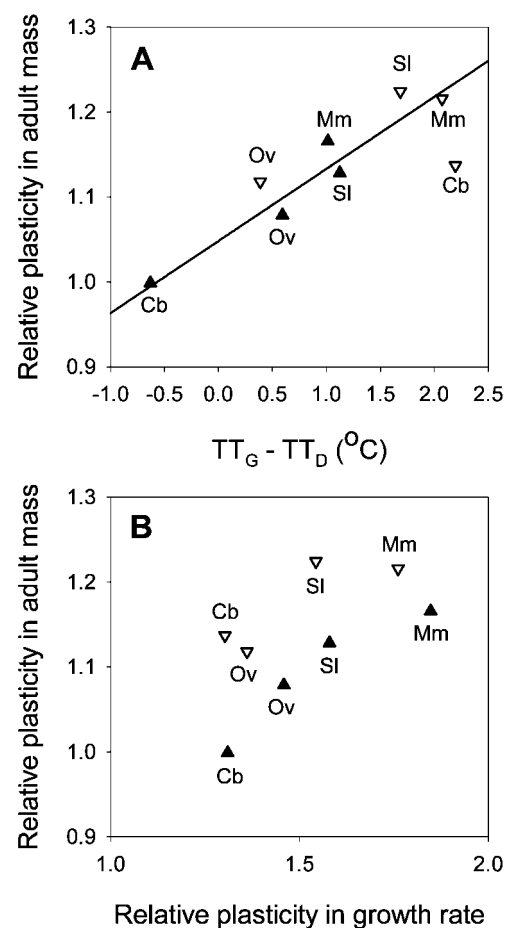 A
Relative plasticity in adult mass
1.3
1.2
1.1
1.0
0.9
Sl
Mm
Mm
Ov
Cb
Sl
Ov
Cb
-1.0 -0.5 0.0 0.5 1.0 1.5 2.0 2.5
TT_G - TT_D (°C)
B
Relative plasticity in adult mass
1.3
1.2
1.1
1.0
0.9
Mm
Sl
Cb
Mm
Ov
Sl
Ov
Cb
1.0 1.5 2.0
Relative plasticity in growth rate